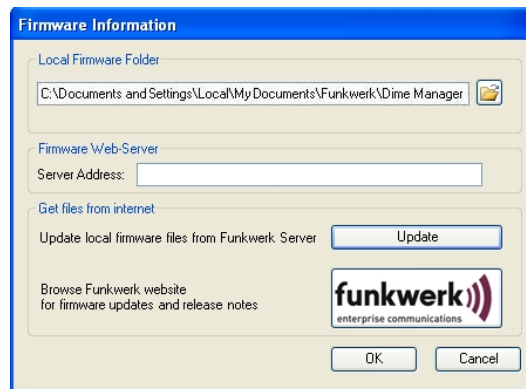 Firmware Information
Local Firmware Folder
C:\Documents and Settings\Local\My Documents\Funkwerk\Dime Manager
Firmware Web-Server
Server Address:
Get files from internet
Update local firmware files from Funkwerk Server
Update
Browse Funkwerk website
for firmware updates and release notes
funkwerk
enterprise communications
OK
Cancel